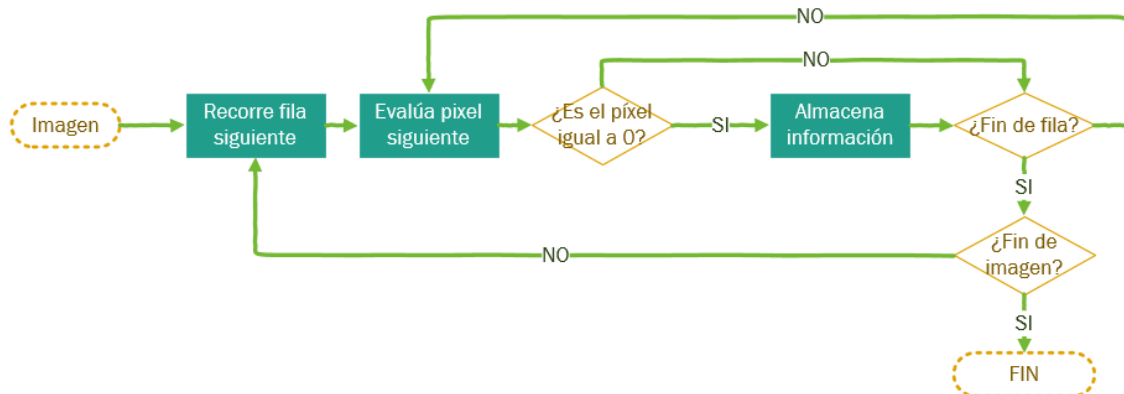 NO
NO
Imagen
Recorre fila
siguiente
Evalúa pixel
siguiente
¿Es el píxel
igual a 0?
SI
Almacena
información
¿Fin de fila?
SI
¿Fin de
imagen?
NO
SI
FIN